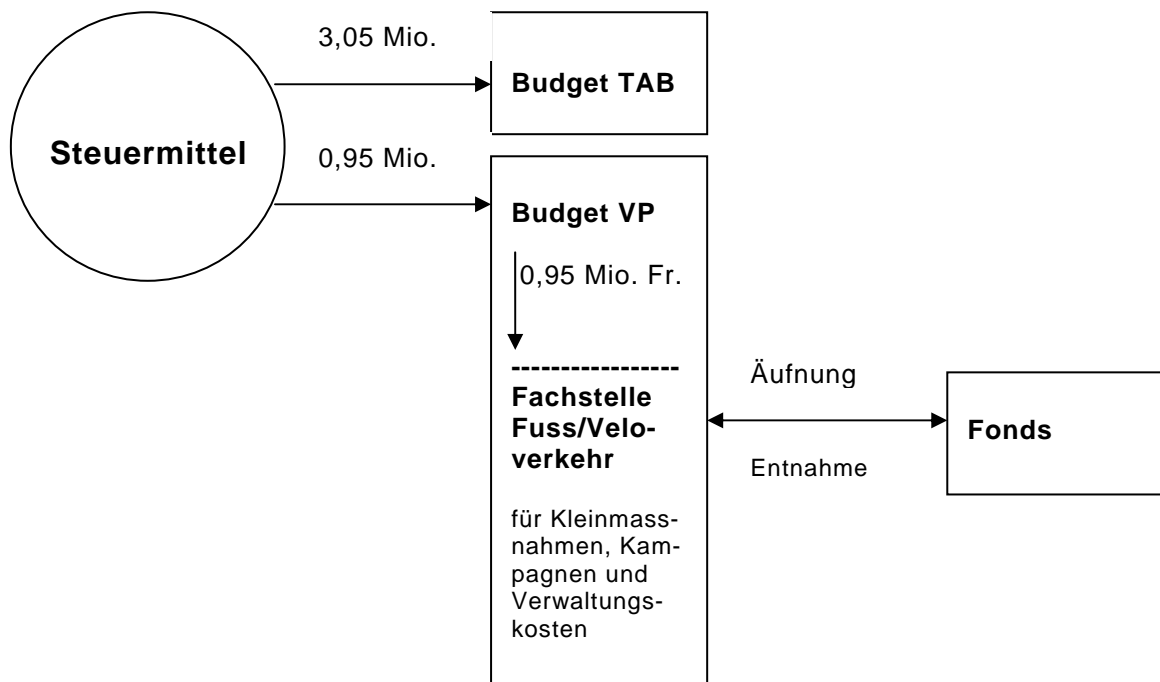 3,05 Mio.
Budget TAB
Steuermittel
0,95 Mio.
Budget VP
0,95 Mio. Fr.
-----------------
Fachstelle
Fuss/Velo-
verkehr
für Kleinmass-
nahmen, Kam-
pagnen und
Verwaltungs-
kosten
Äufnung
Entnahme
Fonds